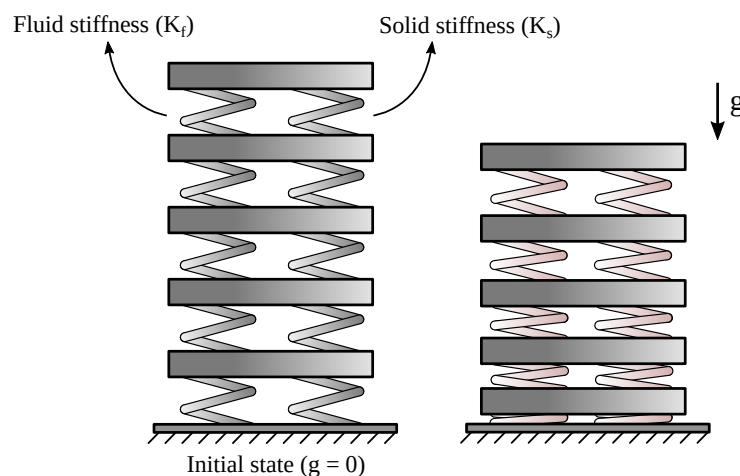 Fluid stiffness (K_f)
Solid stiffness (K_s)
g
Initial state (g = 0)